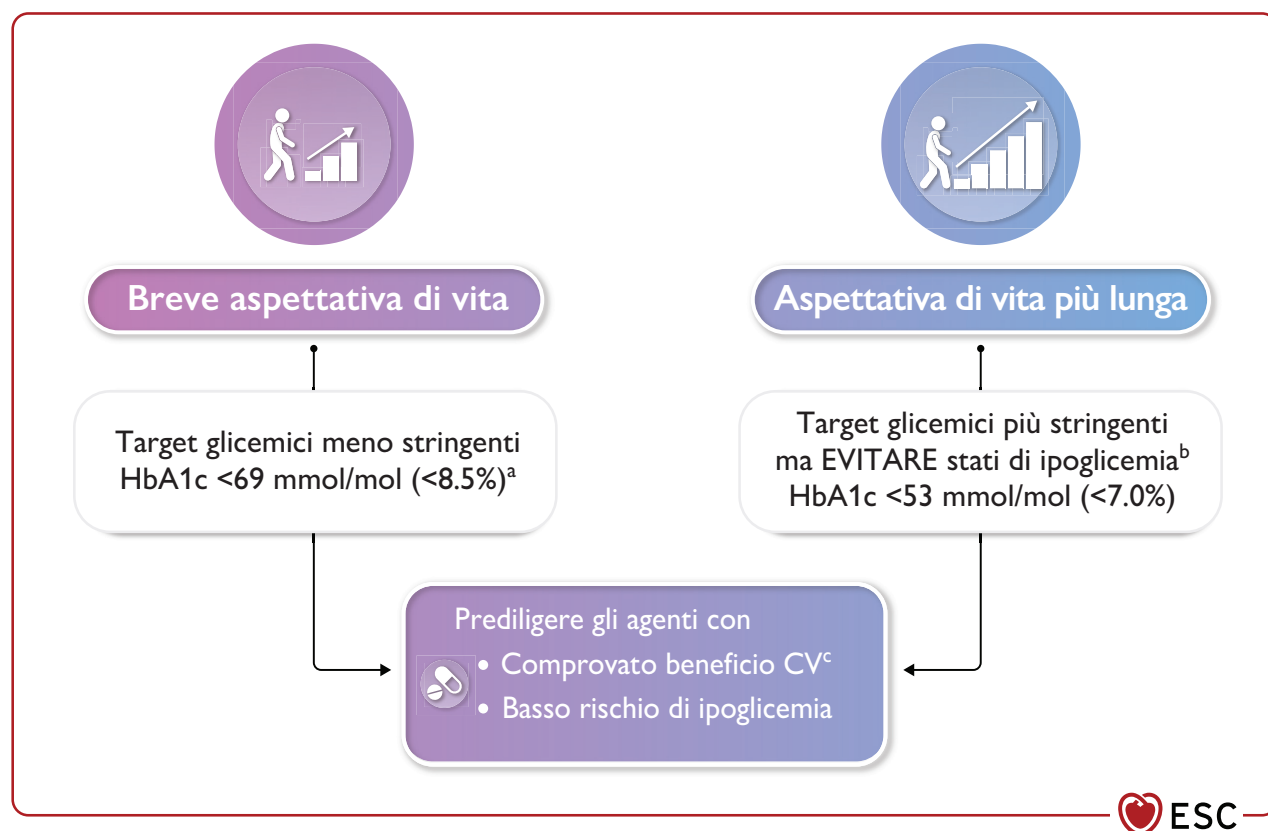 Breve aspettativa di vita
Aspettativa di vita più lunga
Target glicemici meno stringenti
HbA1c <69 mmol/mol (<8.5%)ᵃ
Target glicemici più stringenti
ma EVITARE stati di ipoglicemiaᵇ
HbA1c <53 mmol/mol (<7.0%)
Prediligere gli agenti con
• Comprovato beneficio CVᶜ
• Basso rischio di ipoglicemia
ESC